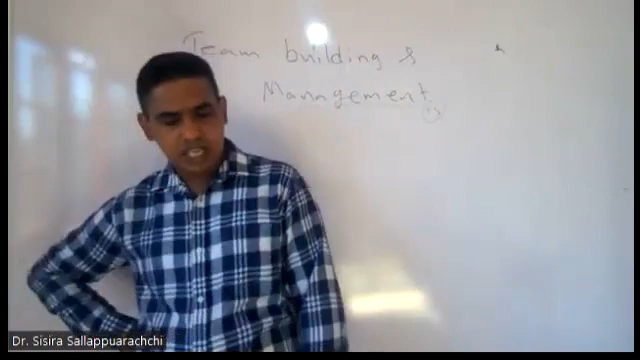 Team building &
Management
Dr. Sisira Sallappuarachchi